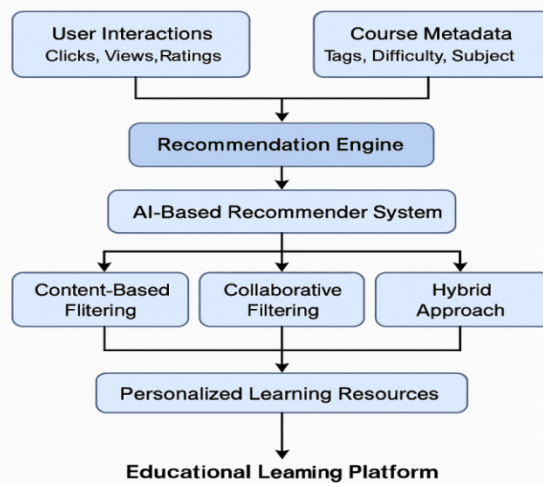 User Interactions
Clicks, Views,Ratings
Course Metadata
Tags, Difficulty, Subject
Recommendation Engine
AI-Based Recommender System
Content-Based
Flitering
Collaborative
Filtering
Hybrid
Approach
Personalized Learning Resources
Educational Leaming Platform